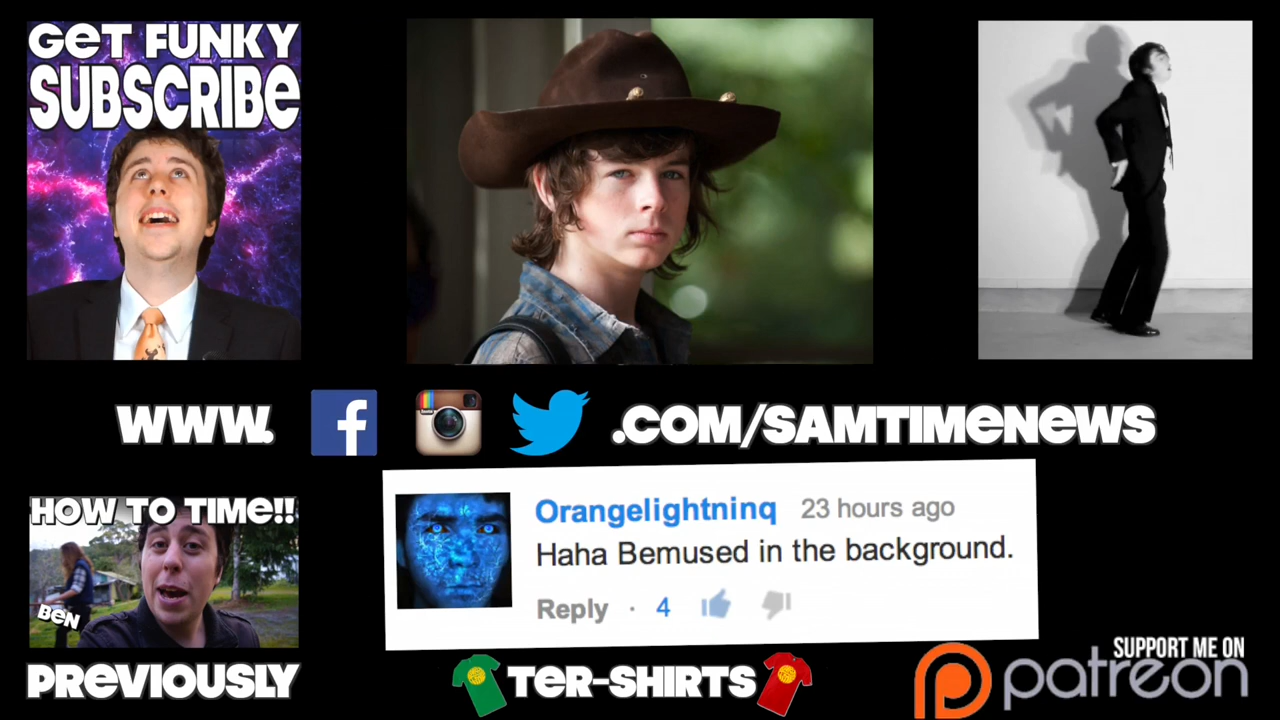 GET FUNKY
SUBSCRIBE
WWW. .COM/SAMTIMENEWS
HOW TO TIME!!
BEN
PREVIOUSLY
Orangelightninq 23 hours ago
Haha Bemused in the background.
Reply · 4
TER-SHIRTS
SUPPORT ME ON
patreon